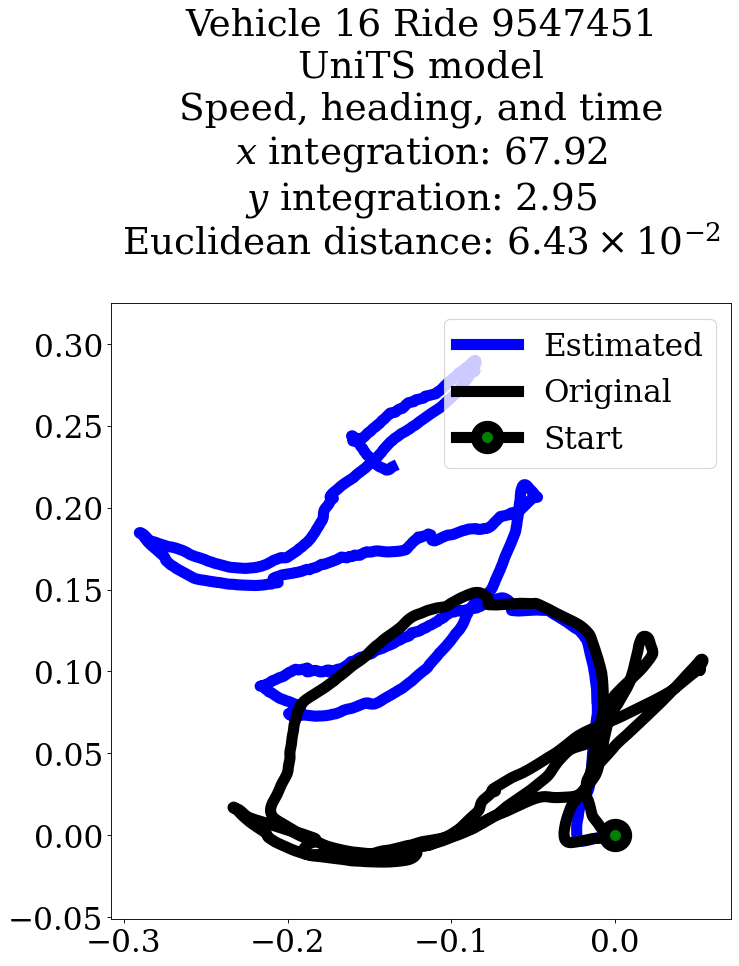 Vehicle 16 Ride 9547451
UniTS model
Speed, heading, and time
x integration: 67.92
y integration: 2.95
Euclidean distance: 6.43 × 10⁻²
Estimated
Original
Start
0.30
0.25
0.20
0.15
0.10
0.05
0.00
−0.05
−0.3
−0.2
−0.1
0.0